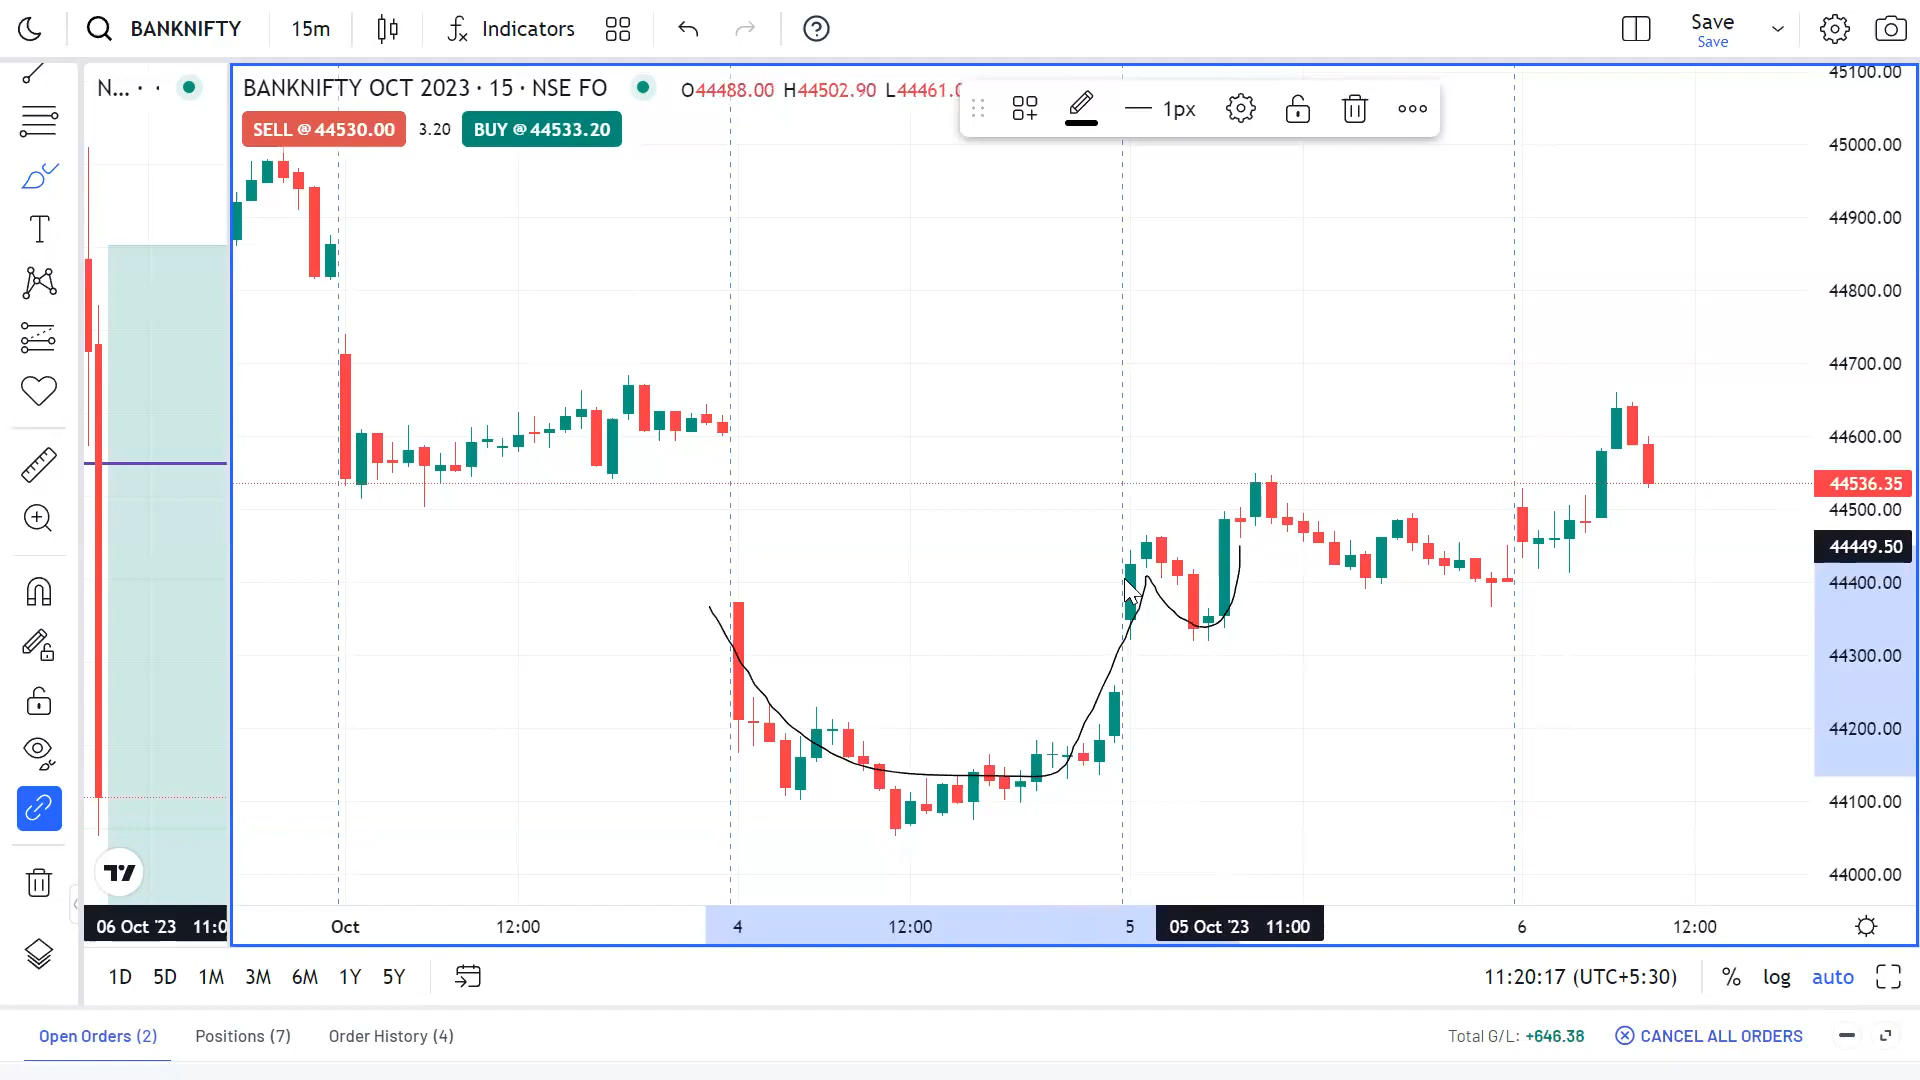 BANKNIFTY 15m Indicators Save
Save
N... · ·
BANKNIFTY OCT 2023 · 15 · NSE FO O44488.00 H44502.90 L44461.0
1px
SELL @ 44530.00 3.20 BUY @ 44533.20
45100.00
45000.00
44900.00
44800.00
44700.00
44600.00
44536.35
44500.00
44449.50
44400.00
44300.00
44200.00
44100.00
44000.00
06 Oct '23 11:0
Oct 12:00 4 12:00 5 05 Oct '23 11:00 6 12:00
1D 5D 1M 3M 6M 1Y 5Y 11:20:17 (UTC+5:30) % log auto
Open Orders (2) Positions (7) Order History (4) Total G/L: +646.38 CANCEL ALL ORDERS